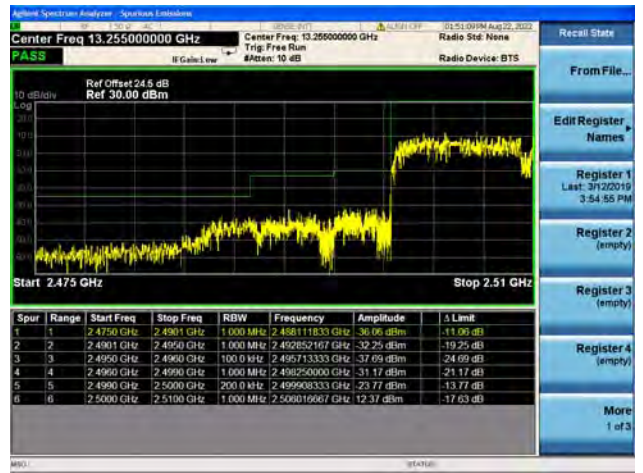 Agilent Spectrum Analyzer - Spurious Emissions
RF 50 Ω AC SENSE:INT ALIGN OFF 01:51:09 PM Aug 22, 2022
Center Freq 13.255000000 GHz
Center Freq: 13.255000000 GHz
Radio Std: None
Trig: Free Run
PASS
IFGain:Low
#Atten: 10 dB
Radio Device: BTS
Ref Offset 24.5 dB
10 dB/div Ref 30.00 dBm
Log
20.0
10.0
Start 2.475 GHz
Stop 2.51 GHz
Spur Range Start Freq Stop Freq RBW Frequency Amplitude Δ Limit
1 1 2.4750 GHz 2.4901 GHz 1.000 MHz 2.488111833 GHz -36.06 dBm -11.06 dB
2 2 2.4901 GHz 2.4950 GHz 1.000 MHz 2.492852167 GHz -32.25 dBm -19.25 dB
3 3 2.4950 GHz 2.4960 GHz 100.0 kHz 2.495713333 GHz -37.69 dBm -24.69 dB
4 4 2.4960 GHz 2.4990 GHz 1.000 MHz 2.498250000 GHz -31.17 dBm -21.17 dB
5 5 2.4990 GHz 2.5000 GHz 200.0 kHz 2.499908333 GHz -23.77 dBm -13.77 dB
6 6 2.5000 GHz 2.5100 GHz 1.000 MHz 2.506016667 GHz 12.37 dBm -17.63 dB
MSG
STATUS
Recall State
From File...
Edit Register
Names
Register 1
Last: 3/12/2019
3:54:55 PM
Register 2
(empty)
Register 3
(empty)
Register 4
(empty)
More
1 of 3